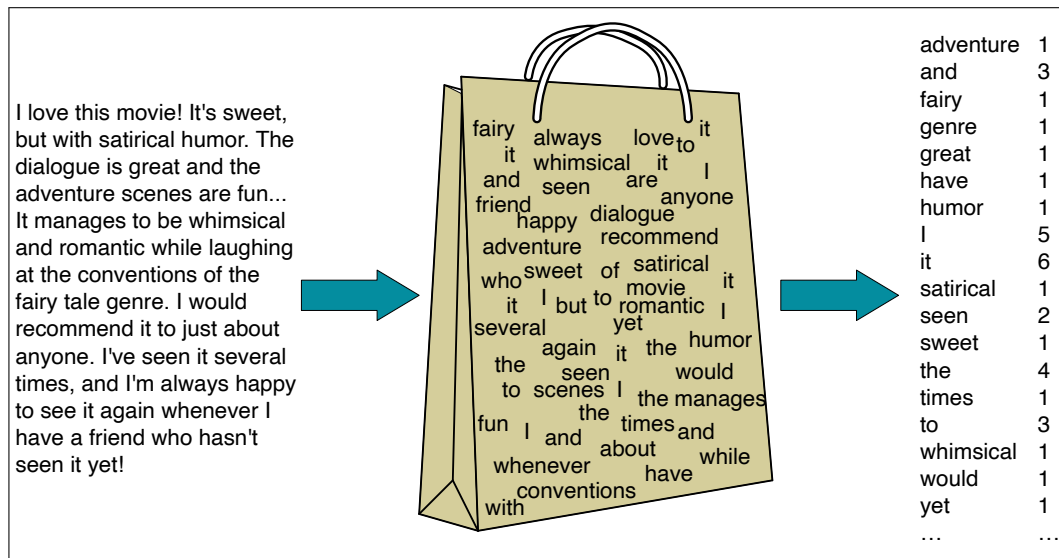 I love this movie! It's sweet,
but with satirical humor. The
dialogue is great and the
adventure scenes are fun...
It manages to be whimsical
and romantic while laughing
at the conventions of the
fairy tale genre. I would
recommend it to just about
anyone. I've seen it several
times, and I'm always happy
to see it again whenever I
have a friend who hasn't
seen it yet!
fairy always love to it
it whimsical it I
and seen are anyone
friend happy dialogue
adventure recommend
who sweet of satirical
it I but to movie it
romantic I
several yet
again it the humor
the seen would
to scenes I the manages
fun the times and
I and about
whenever have while
conventions
with
adventure 1
and 3
fairy 1
genre 1
great 1
have 1
humor 1
I 5
it 6
satirical 1
seen 2
sweet 1
the 4
times 1
to 3
whimsical 1
would 1
yet 1
... ...